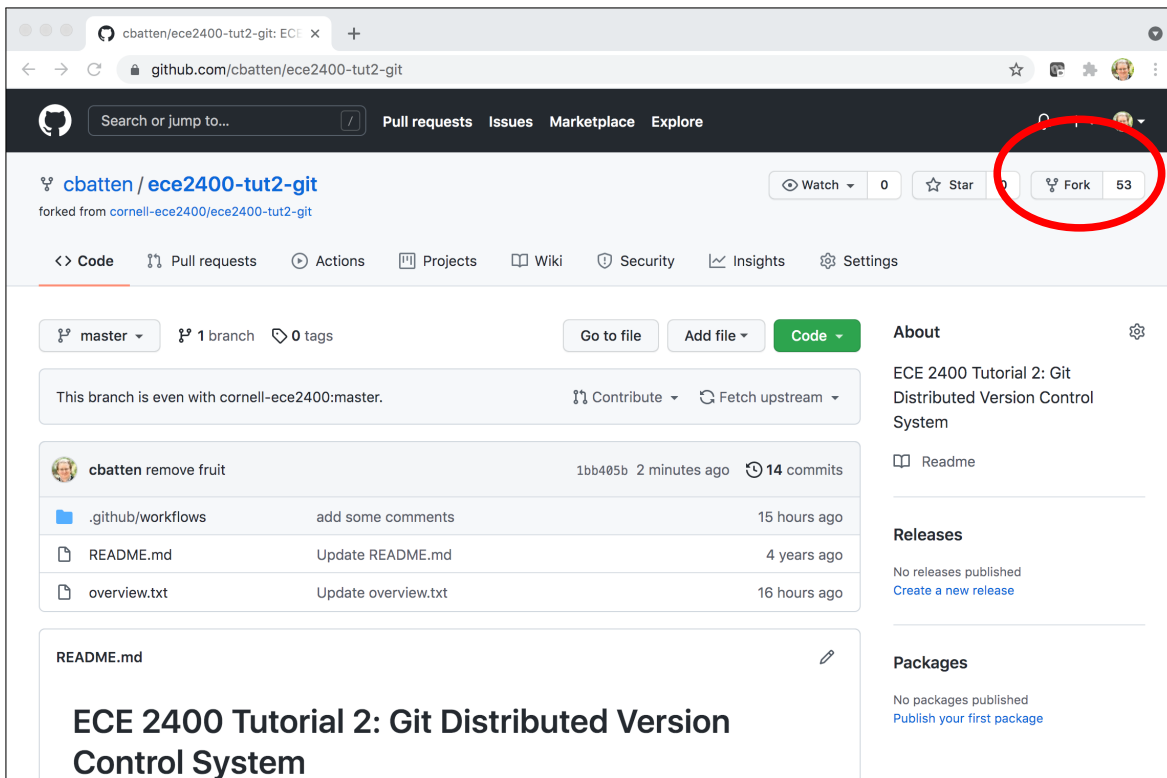 cbatten/ece2400-tut2-git: ECE
github.com/cbatten/ece2400-tut2-git
Search or jump to... / Pull requests Issues Marketplace Explore
cbatten / ece2400-tut2-git Watch 0 Star Fork 53
forked from cornell-ece2400/ece2400-tut2-git
<> Code Pull requests Actions Projects Wiki Security Insights Settings
master 1 branch 0 tags Go to file Add file Code
This branch is even with cornell-ece2400:master. Contribute Fetch upstream
cbatten remove fruit 1bb405b 2 minutes ago 14 commits
.github/workflows add some comments 15 hours ago
README.md Update README.md 4 years ago
overview.txt Update overview.txt 16 hours ago
README.md
ECE 2400 Tutorial 2: Git Distributed Version
Control System
About
ECE 2400 Tutorial 2: Git
Distributed Version Control
System
Readme
Releases
No releases published
Create a new release
Packages
No packages published
Publish your first package